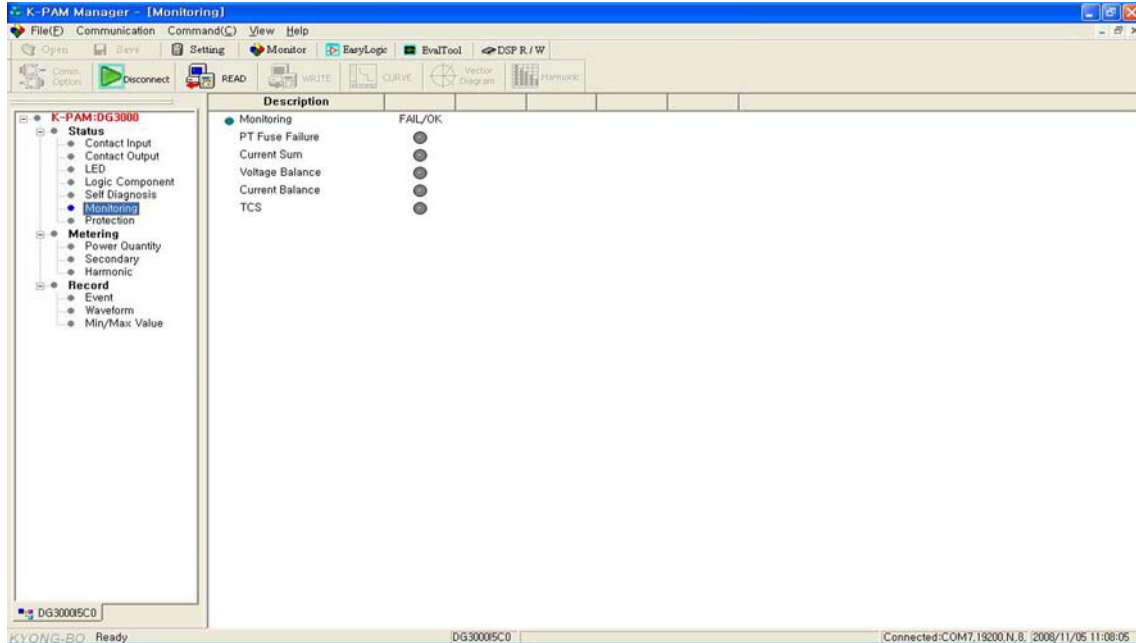 K-PAM Manager - [Monitoring]
File(F) Communication Command(C) View Help
Open Save Setting Monitor EasyLogic EvalTool DSP R / W
Comm. Option Disconnect READ WRITE CURVE Vector Diagram Harmonic
Description
K-PAM:DG3000
Status
Contact Input
Contact Output
LED
Logic Component
Self Diagnosis
Monitoring
Protection
Metering
Power Quantity
Secondary
Harmonic
Record
Event
Waveform
Min/Max Value
Monitoring FAIL/OK
PT Fuse Failure
Current Sum
Voltage Balance
Current Balance
TCS
DG3000I5C0
KYONG-BO Ready DG3000I5C0 Connected:COM7,19200,N,8, 2008/11/05 11:08:05